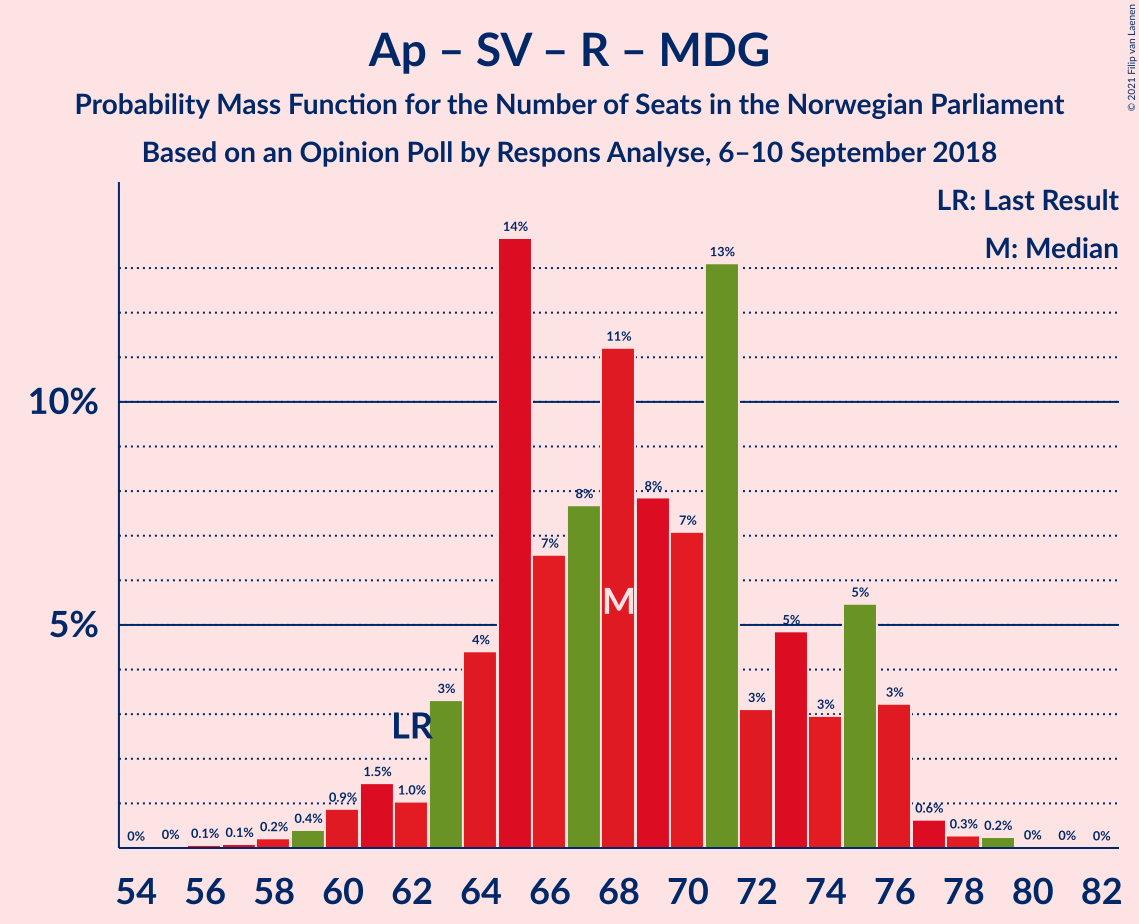 © 2021 Filip van Laenen
Ap – SV – R – MDG
Probability Mass Function for the Number of Seats in the Norwegian Parliament
Based on an Opinion Poll by Respons Analyse, 6–10 September 2018
LR: Last Result
M: Median
10%
5%
0% 0% 0.1% 0.1% 0.2% 0.4% 0.9% 1.5% 1.0% 3% 4% 14% 7% 8% 11% 8% 7% 13% 3% 5% 3% 5% 3% 0.6% 0.3% 0.2% 0% 0% 0%
LR
M
54 56 58 60 62 64 66 68 70 72 74 76 78 80 82